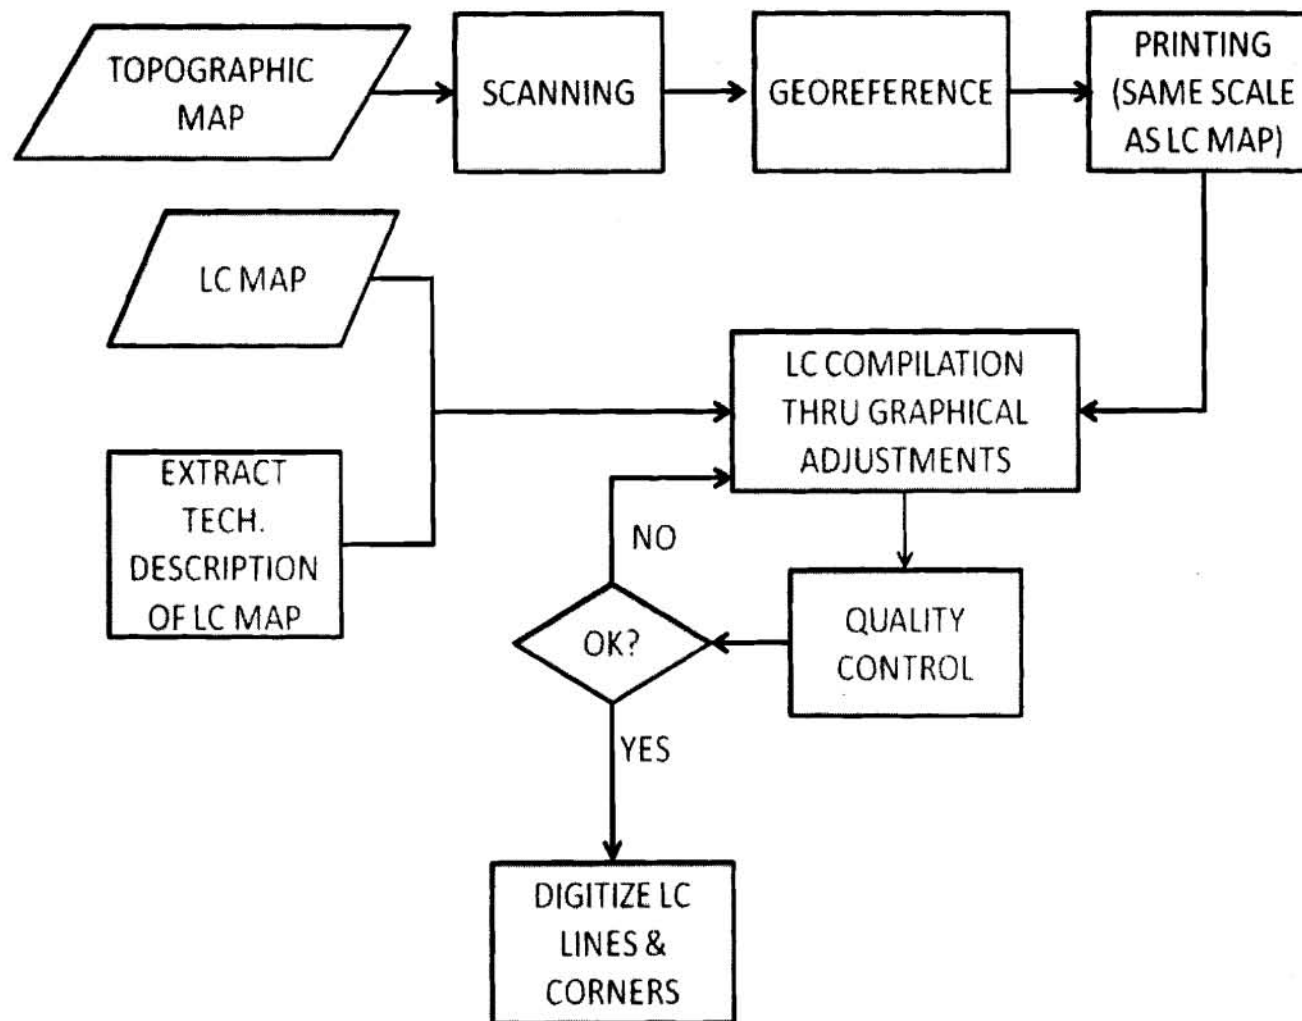 TOPOGRAPHIC
MAP
SCANNING
GEOREFERENCE
PRINTING
(SAME SCALE
AS LC MAP)
LC MAP
LC COMPILATION
THRU GRAPHICAL
ADJUSTMENTS
EXTRACT
TECH.
DESCRIPTION
OF LC MAP
NO
OK?
QUALITY
CONTROL
YES
DIGITIZE LC
LINES &
CORNERS